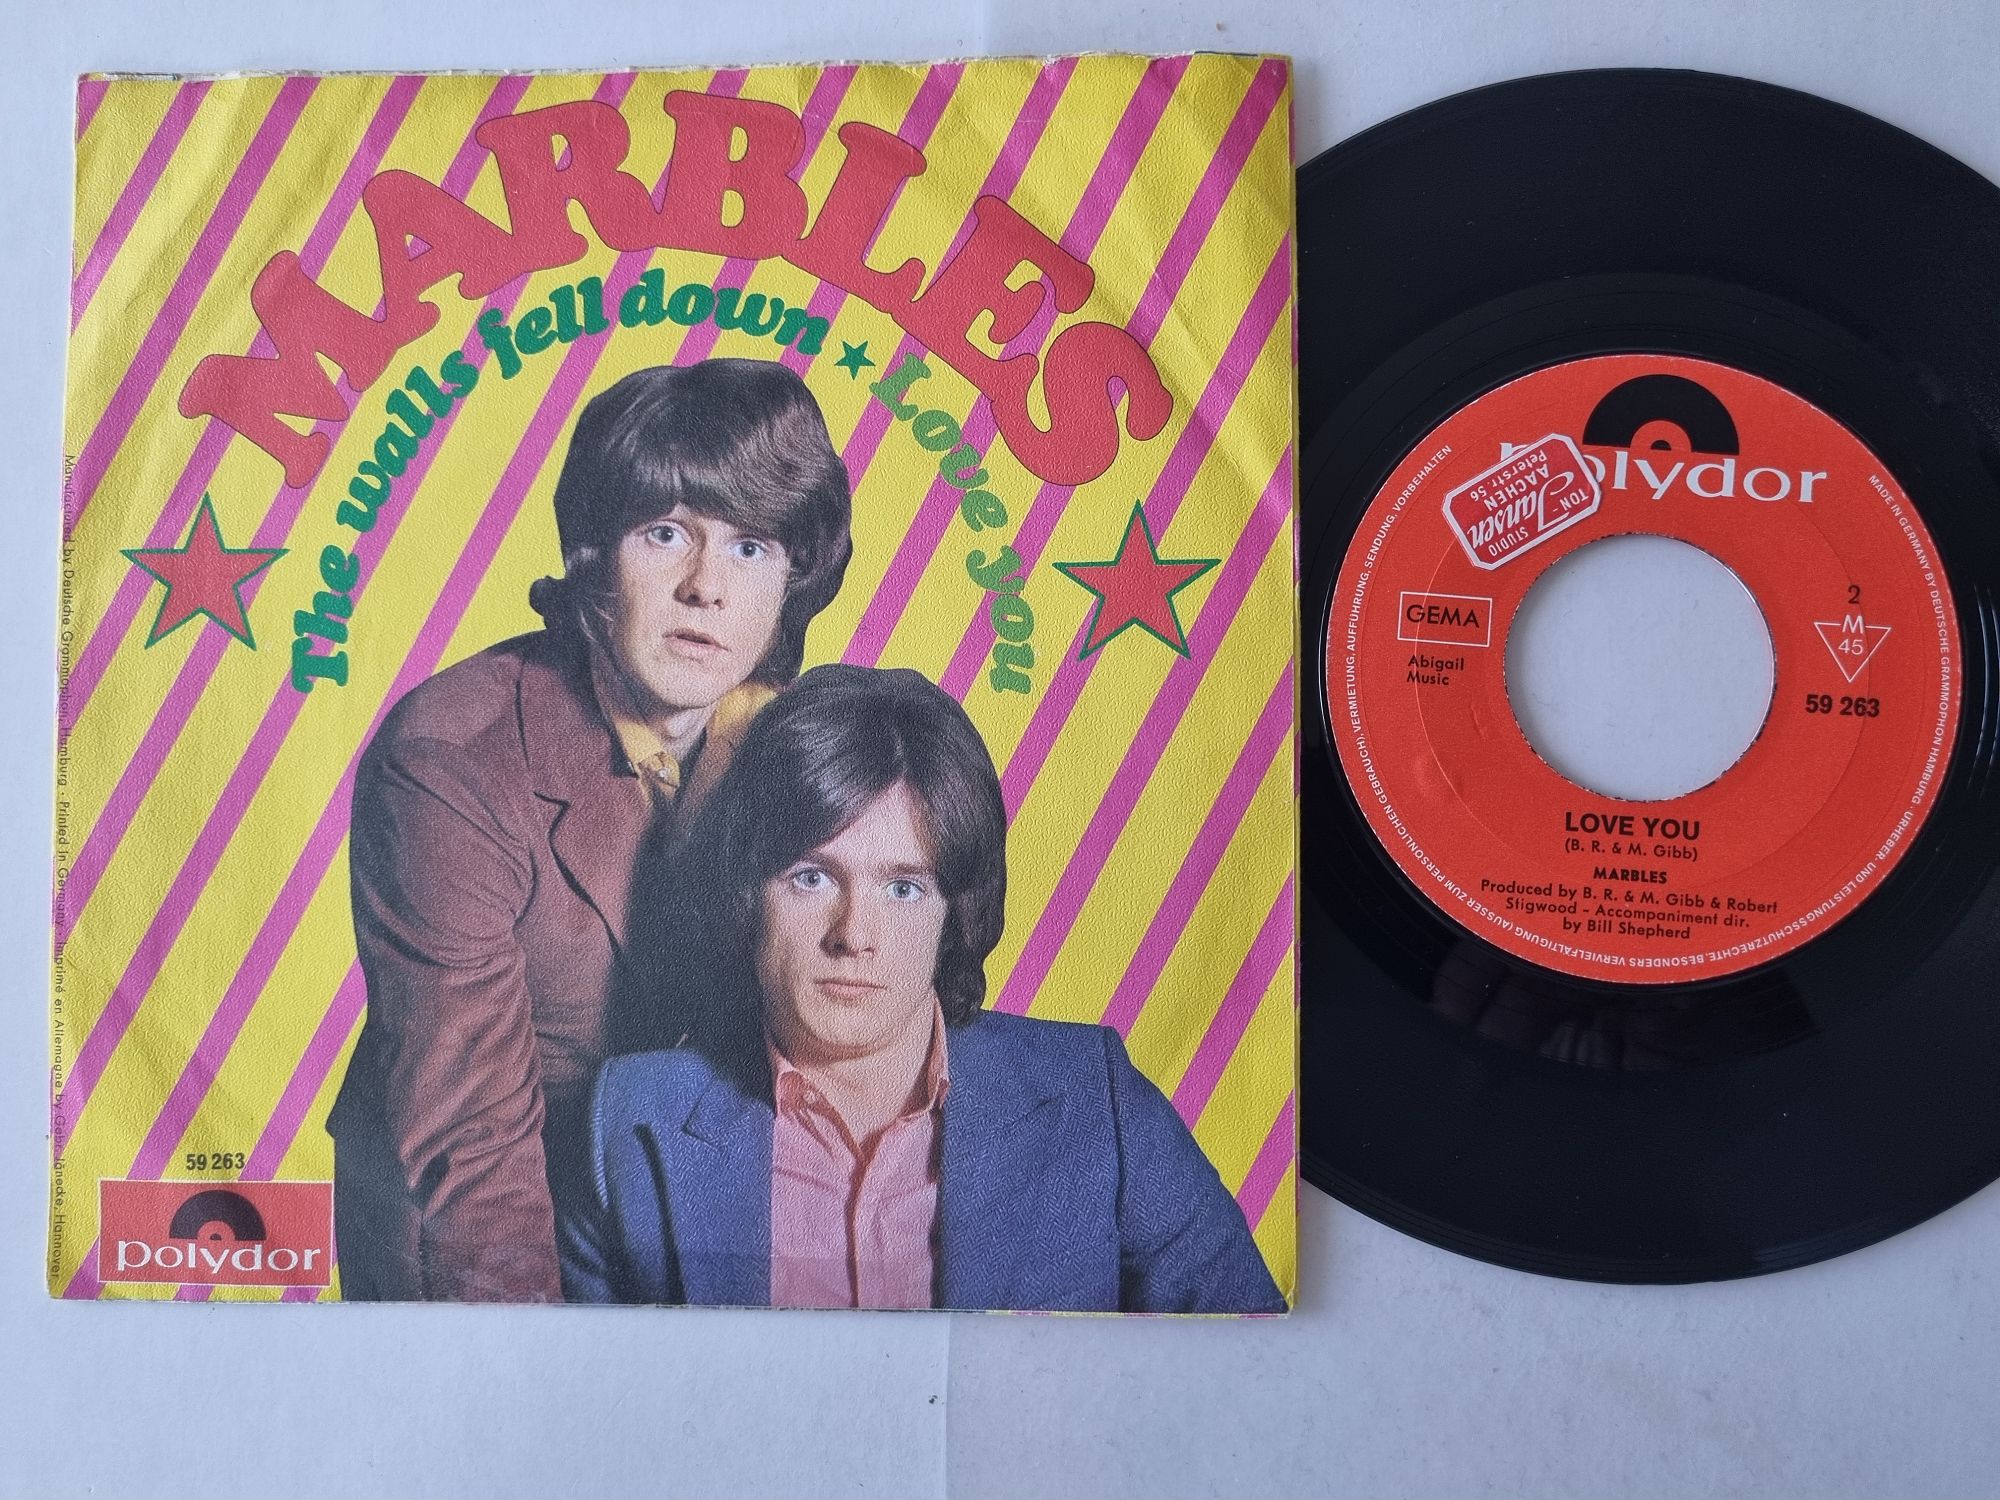 MARBLES
The walls fell down ★ Love you
Manufactured by Deutsche Grammophon, Hamburg · Printed in Germany · Imprimé en Allemagne by Gebr. Jänecke, Hannover
59 263
polydor
polydor
STUDIO
TON-Jansen
AACHEN
Peterstr. 56
MADE IN GERMANY BY DEUTSCHE GRAMMOPHON HAMBURG · URHEBER- UND LEISTUNGSSCHUTZRECHTE, BESONDERS VERVIELFÄLTIGUNG (AUSSER ZUM PERSÖNLICHEN GEBRAUCH), VERMIETUNG, AUFFÜHRUNG, SENDUNG, VORBEHALTEN
GEMA
Abigail
Music
2
M
45
59 263
LOVE YOU
(B. R. & M. Gibb)
MARBLES
Produced by B. R. & M. Gibb & Robert
Stigwood - Accompaniment dir.
by Bill Shepherd